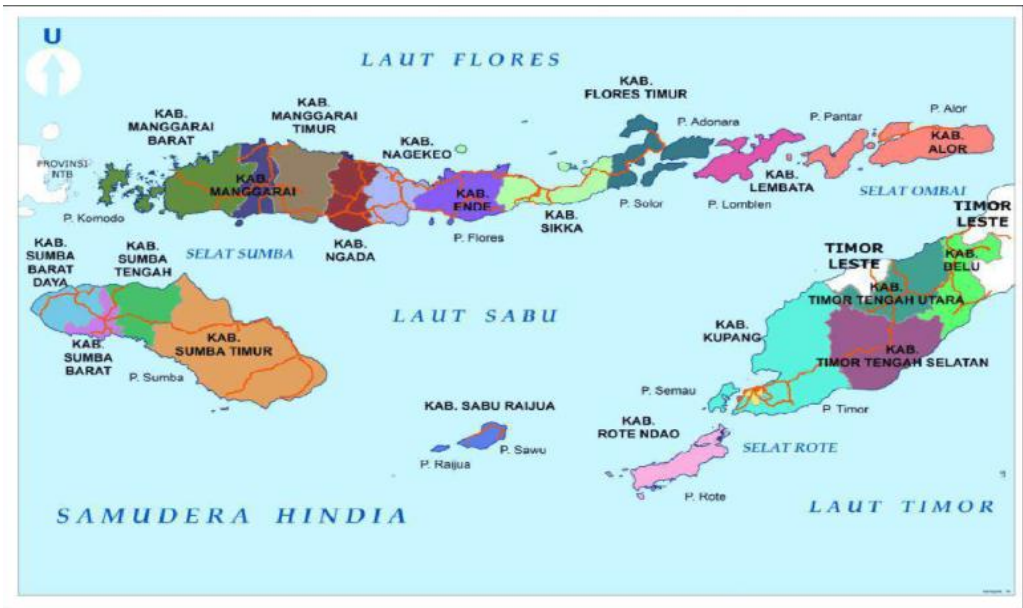 U
LAUT FLORES
KAB.
FLORES TIMUR
KAB.
MANGGARAI
TIMUR
KAB.
MANGGARAI
BARAT
P. Adonara
P. Pantar
P. Alor
KAB.
NAGEKEO
KAB.
ALOR
PROVINSI
NTB
KAB.
MANGGARAI
KAB.
ENDE
KAB.
LEMBATA
SELAT OMBAI
P. Komodo
P. Solor
P. Lomblen
TIMOR
LESTE
KAB.
SIKKA
P. Flores
KAB.
NGADA
SELAT SUMBA
KAB.
SUMBA
BARAT
DAYA
KAB.
SUMBA
TENGAH
TIMOR
LESTE
KAB.
BELU
KAB.
TIMOR TENGAH UTARA
LAUT SABU
KAB.
KUPANG
KAB.
SUMBA TIMUR
KAB.
SUMBA
BARAT
KAB.
TIMOR TENGAH SELATAN
P. Sumba
P. Semau
P. Timor
KAB. SABU RAIJUA
KAB.
ROTE NDAO
SELAT ROTE
P. Sawu
P. Raijua
P. Rote
SAMUDERA HINDIA
LAUT TIMOR